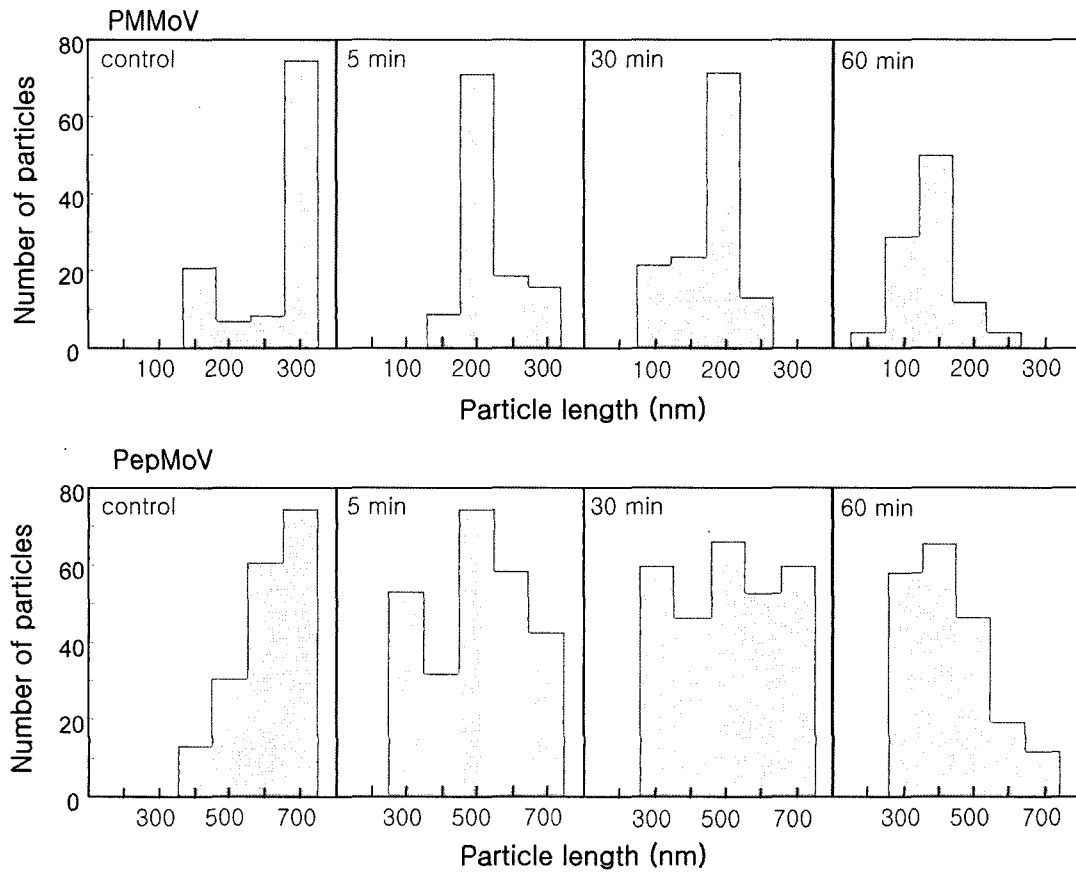 PMMoV
Number of particles
80
60
40
20
0
control
5 min
30 min
60 min
100 200 300
100 200 300
100 200 300
100 200 300
Particle length (nm)
PepMoV
Number of particles
80
60
40
20
0
control
5 min
30 min
60 min
300 500 700
300 500 700
300 500 700
300 500 700
Particle length (nm)